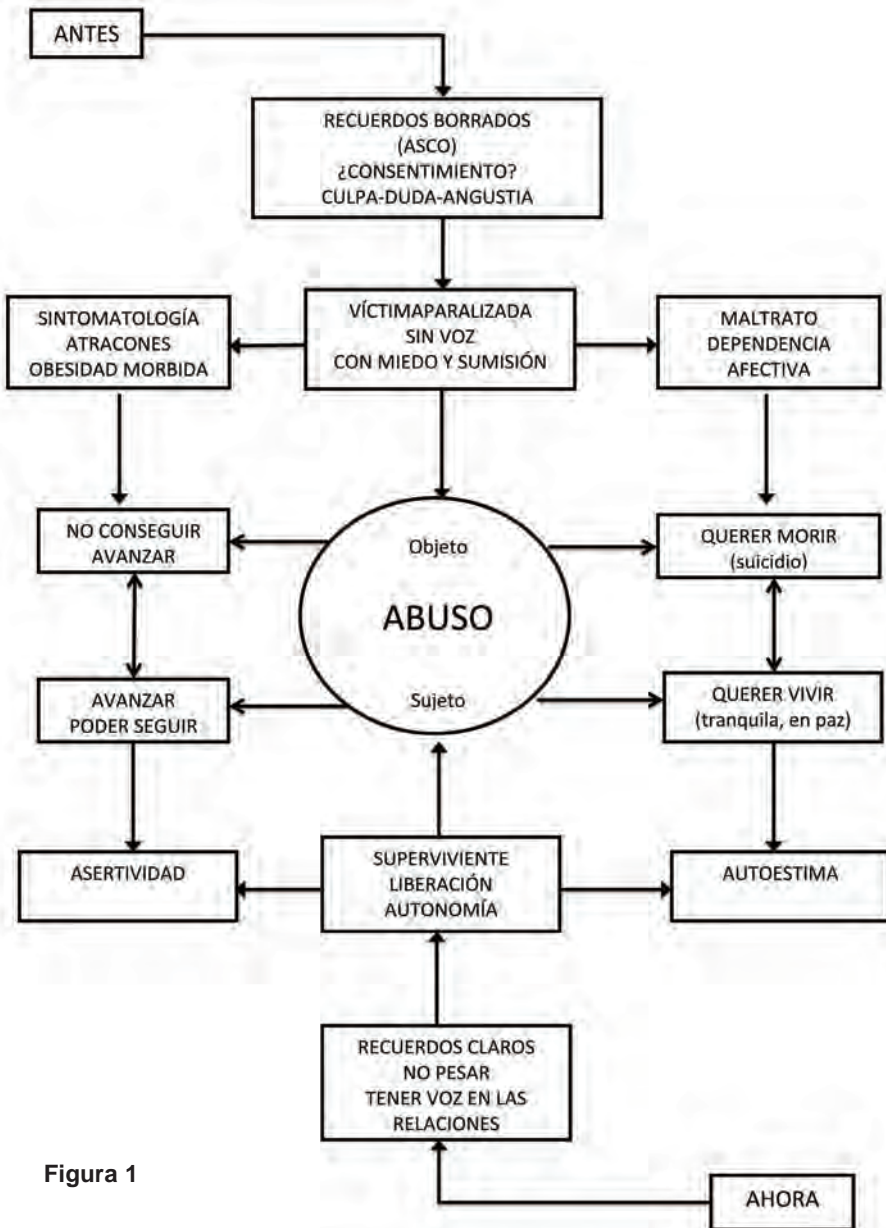 ANTES
RECUERDOS BORRADOS
(ASCO)
¿CONSENTIMIENTO?
CULPA-DUDA-ANGUSTIA
SINTOMATOLOGÍA
ATRACONES
OBESIDAD MORBIDA
VÍCTIMAPARALIZADA
SIN VOZ
CON MIEDO Y SUMISIÓN
MALTRATO
DEPENDENCIA
AFECTIVA
NO CONSEGUIR
AVANZAR
Objeto
ABUSO
Sujeto
QUERER MORIR
(suicidio)
AVANZAR
PODER SEGUIR
QUERER VIVIR
(tranquila, en paz)
ASERTIVIDAD
SUPERVIVIENTE
LIBERACIÓN
AUTONOMÍA
AUTOESTIMA
RECUERDOS CLAROS
NO PESAR
TENER VOZ EN LAS
RELACIONES
Figura 1
AHORA